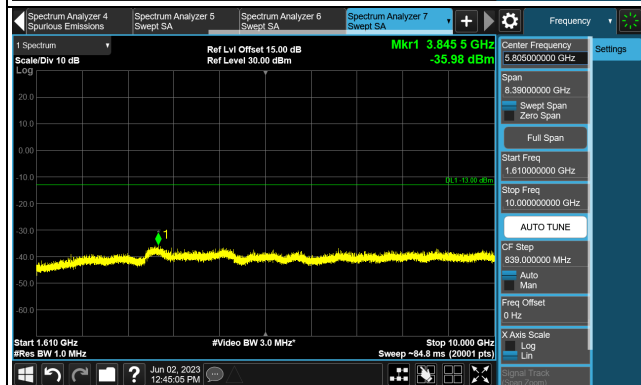 Spectrum Analyzer 4
Spurious Emissions
Spectrum Analyzer 5
Swept SA
Spectrum Analyzer 6
Swept SA
Spectrum Analyzer 7
Swept SA
+
Frequency
1 Spectrum
Scale/Div 10 dB
Ref Lvl Offset 15.00 dB
Ref Level 30.00 dBm
Mkr1 3.845 5 GHz
-35.98 dBm
Log
20.0
10.0
0.00
-10.0
DL1 -13.00 dBm
-20.0
-30.0
1
-40.0
-50.0
-60.0
Start 1.610 GHz
#Res BW 1.0 MHz
#Video BW 3.0 MHz*
Stop 10.000 GHz
Sweep ~84.8 ms (20001 pts)
Center Frequency
5.805000000 GHz
Settings
Span
8.39000000 GHz
Swept Span
Zero Span
Full Span
Start Freq
1.610000000 GHz
Stop Freq
10.000000000 GHz
AUTO TUNE
CF Step
839.000000 MHz
Auto
Man
Freq Offset
0 Hz
X Axis Scale
Log
Lin
Signal Track
(Span Zoom)
?
Jun 02, 2023
12:45:05 PM